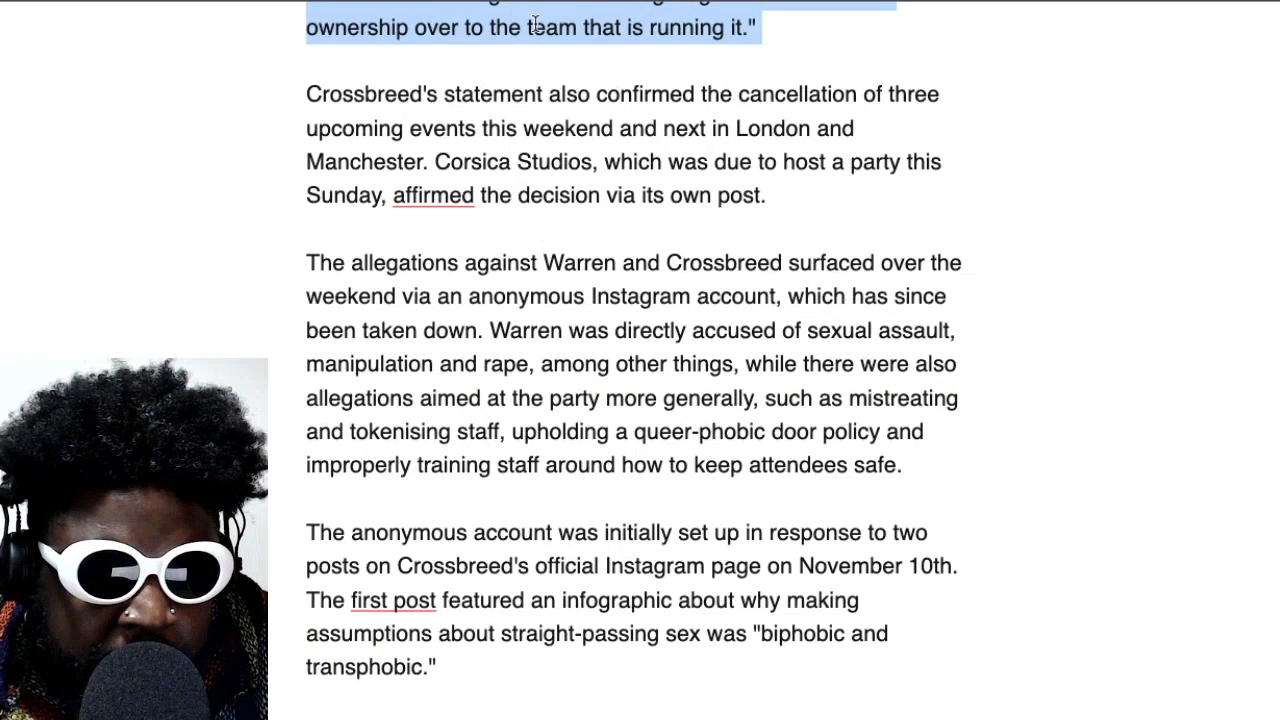 ownership over to the team that is running it."
Crossbreed's statement also confirmed the cancellation of three
upcoming events this weekend and next in London and
Manchester. Corsica Studios, which was due to host a party this
Sunday, affirmed the decision via its own post.
The allegations against Warren and Crossbreed surfaced over the
weekend via an anonymous Instagram account, which has since
been taken down. Warren was directly accused of sexual assault,
manipulation and rape, among other things, while there were also
allegations aimed at the party more generally, such as mistreating
and tokenising staff, upholding a queer-phobic door policy and
improperly training staff around how to keep attendees safe.
The anonymous account was initially set up in response to two
posts on Crossbreed's official Instagram page on November 10th.
The first post featured an infographic about why making
assumptions about straight-passing sex was "biphobic and
transphobic."